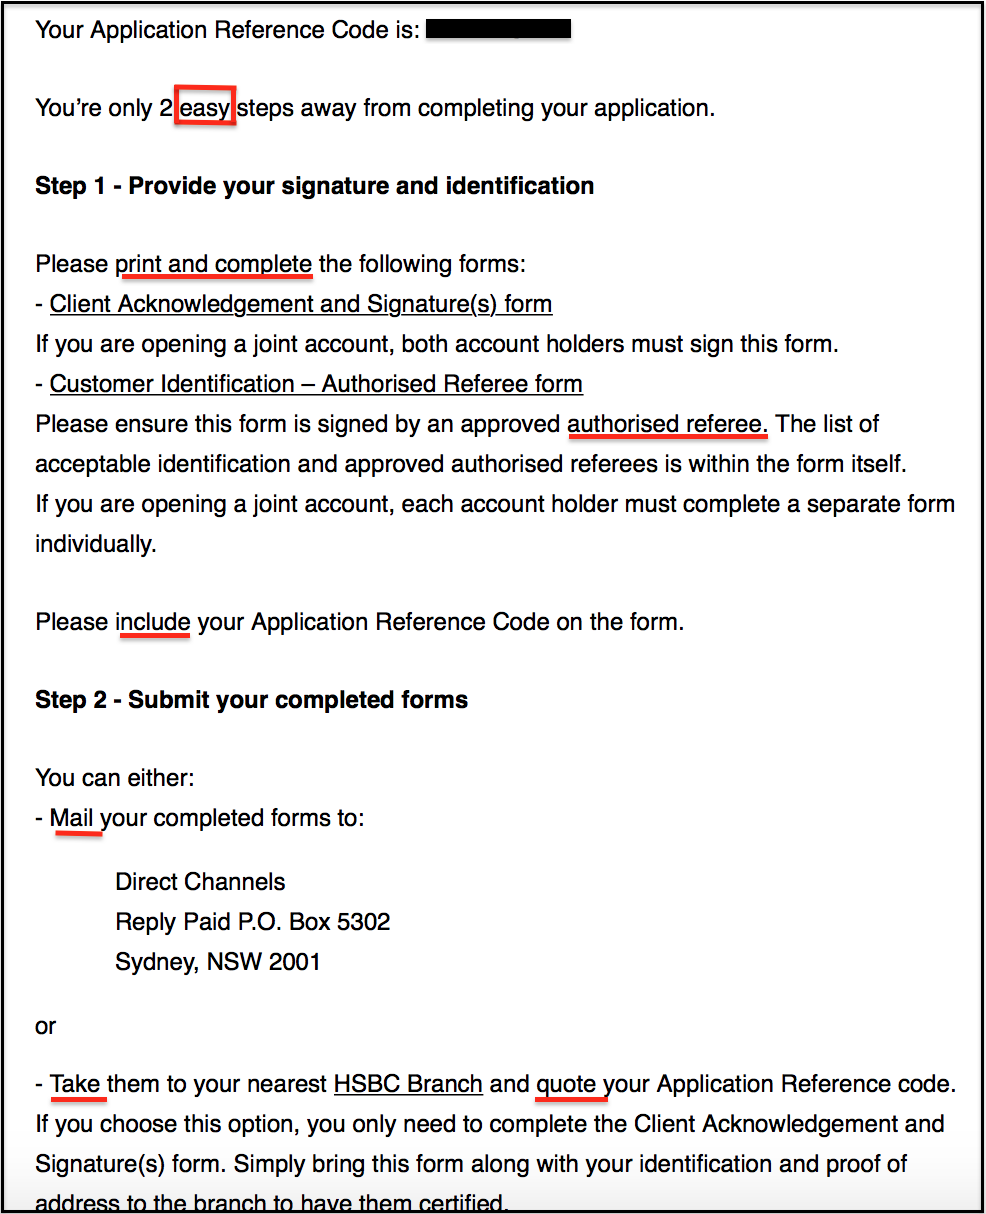 Your Application Reference Code is:
You're only 2 easy steps away from completing your application.
Step 1 - Provide your signature and identification
Please print and complete the following forms:
- Client Acknowledgement and Signature(s) form
If you are opening a joint account, both account holders must sign this form.
- Customer Identification – Authorised Referee form
Please ensure this form is signed by an approved authorised referee. The list of
acceptable identification and approved authorised referees is within the form itself.
If you are opening a joint account, each account holder must complete a separate form
individually.
Please include your Application Reference Code on the form.
Step 2 - Submit your completed forms
You can either:
- Mail your completed forms to:
Direct Channels
Reply Paid P.O. Box 5302
Sydney, NSW 2001
or
- Take them to your nearest HSBC Branch and quote your Application Reference code.
If you choose this option, you only need to complete the Client Acknowledgement and
Signature(s) form. Simply bring this form along with your identification and proof of
address to the branch to have them certified.